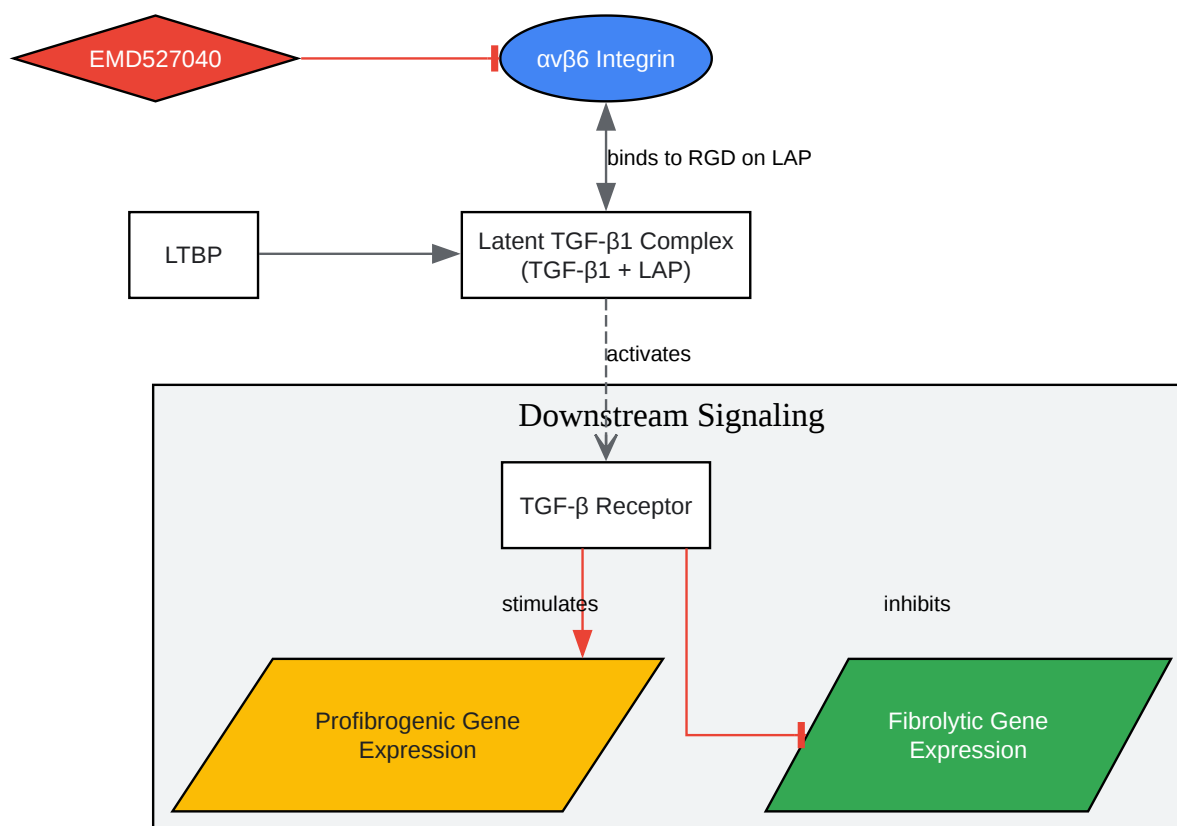 EMD527040
αvβ6 Integrin
binds to RGD on LAP
LTBP
Latent TGF-β1 Complex
(TGF-β1 + LAP)
activates
Downstream Signaling
TGF-β Receptor
stimulates
inhibits
Profibrogenic Gene
Expression
Fibrolytic Gene
Expression